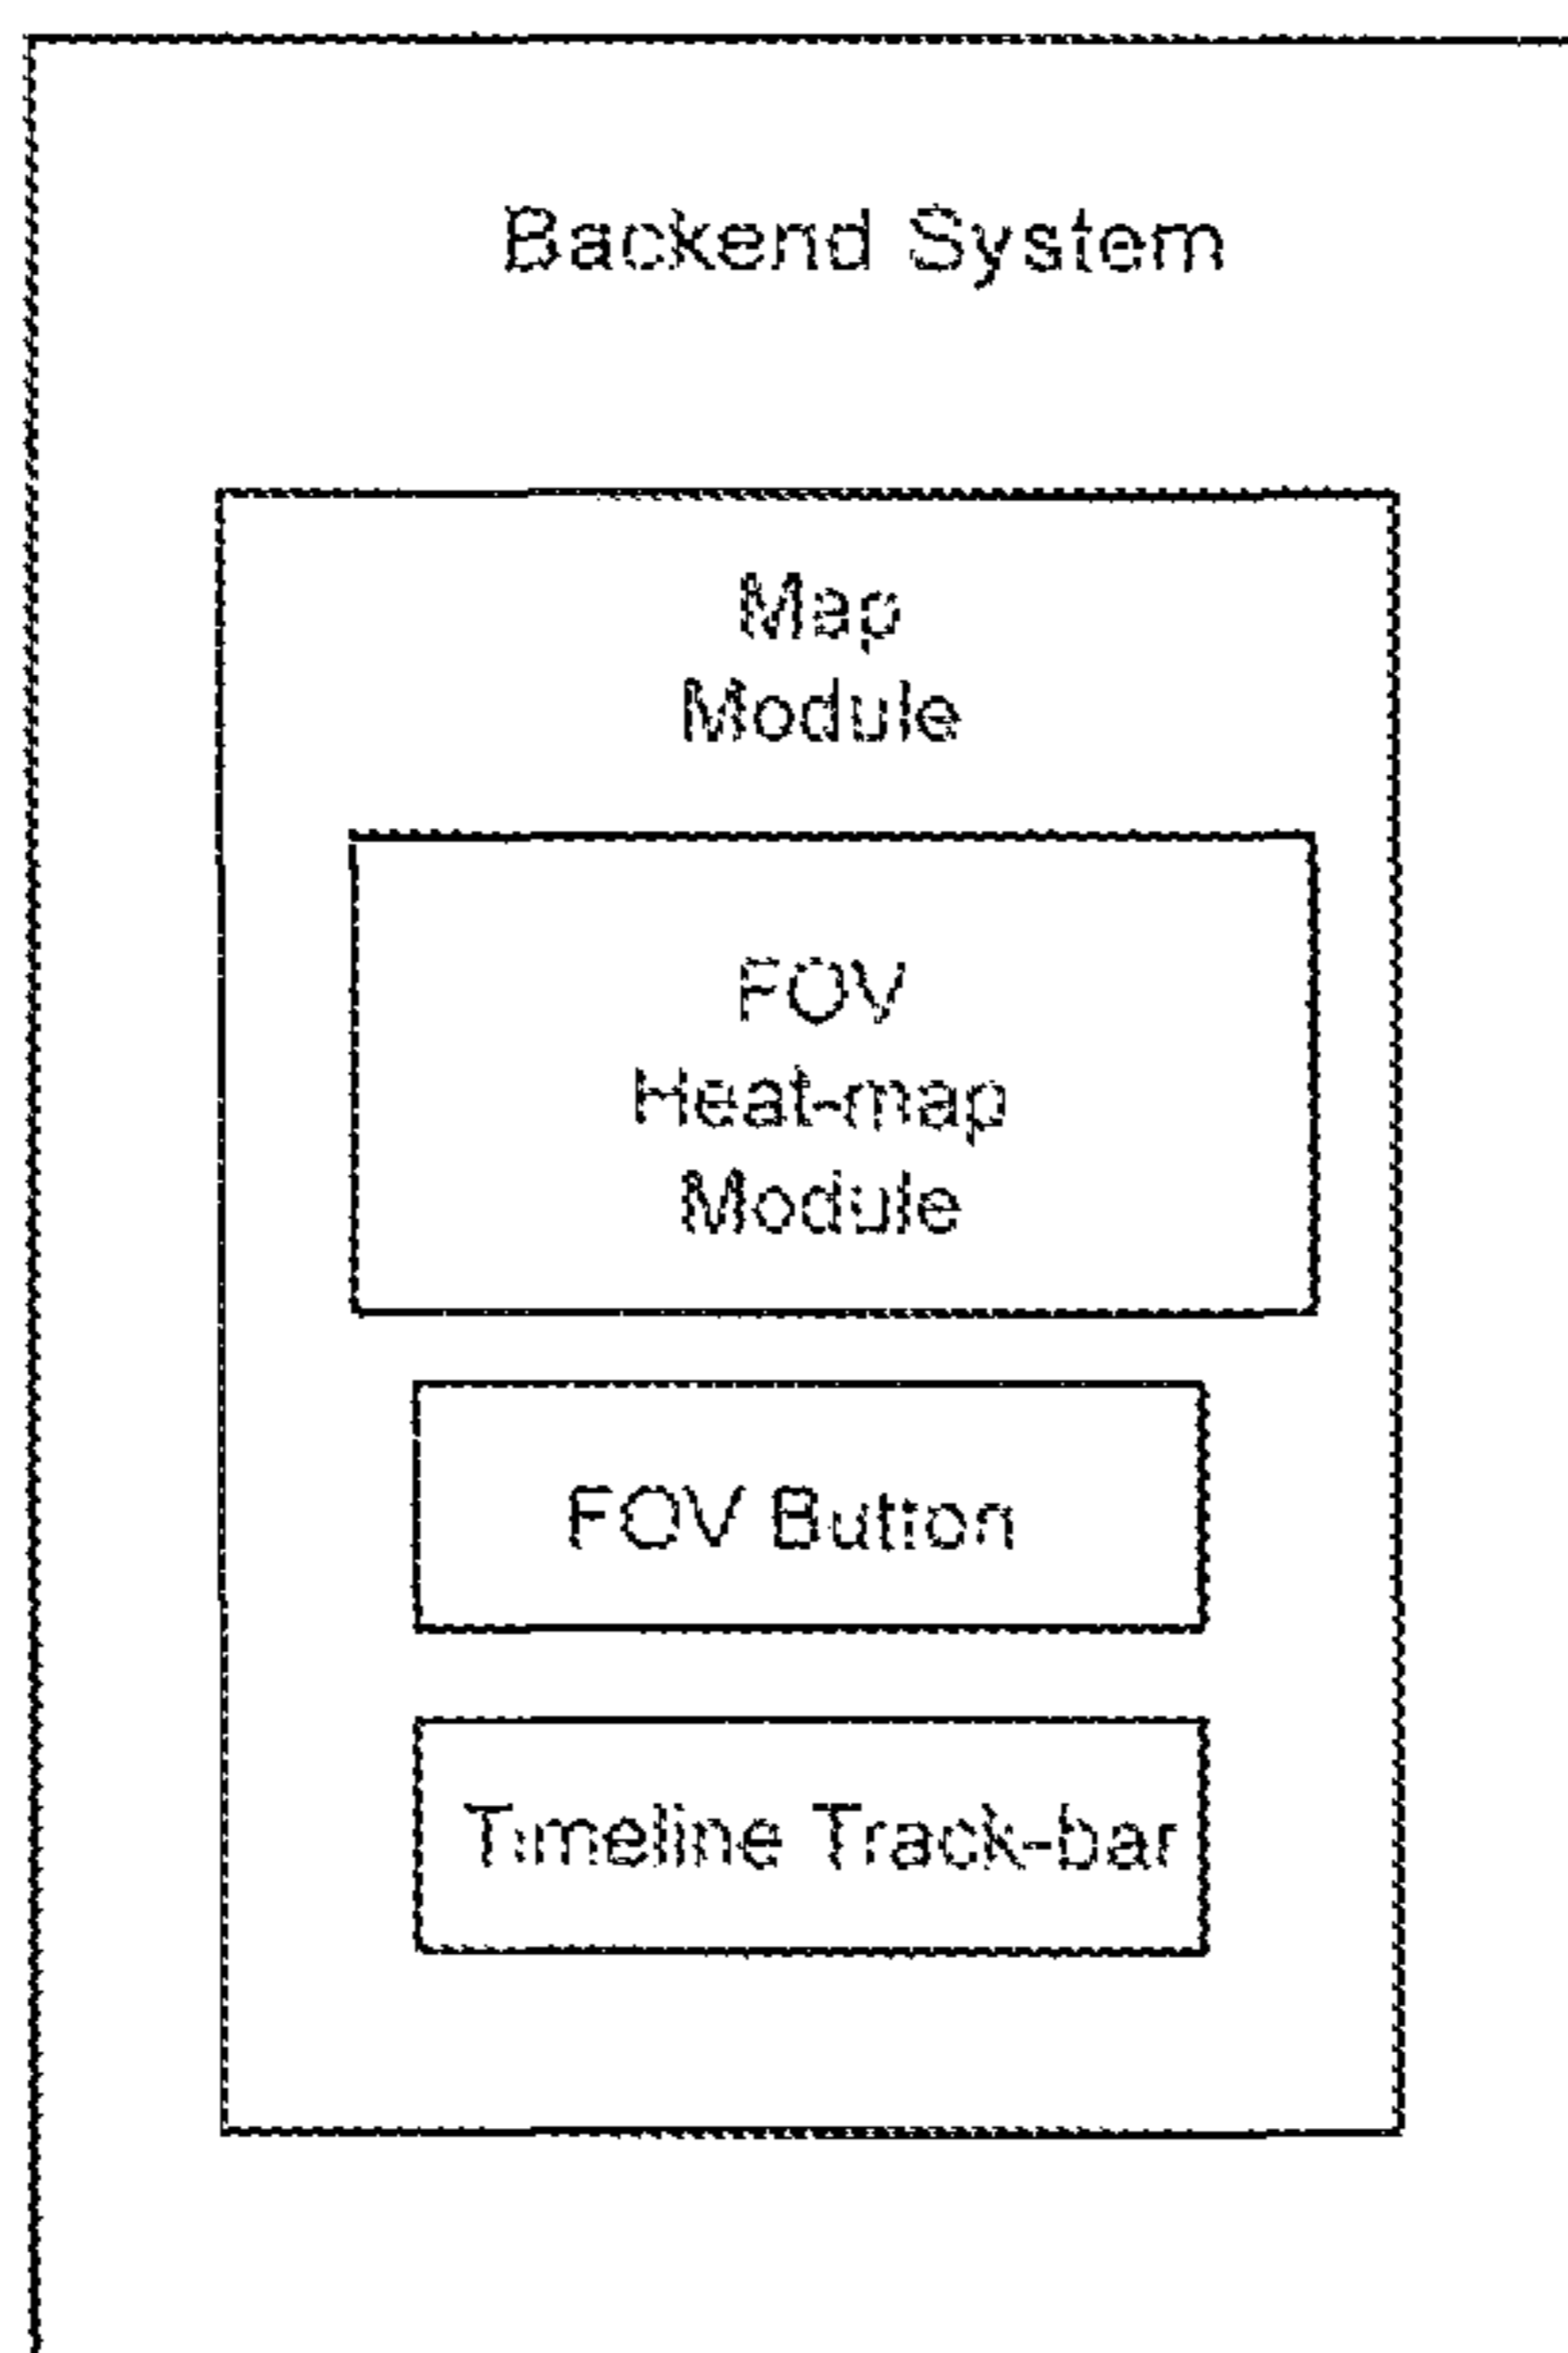 Backend System
Map
Module
FOV
Heat-map
Module
FOV Button
Timeline Track-bar